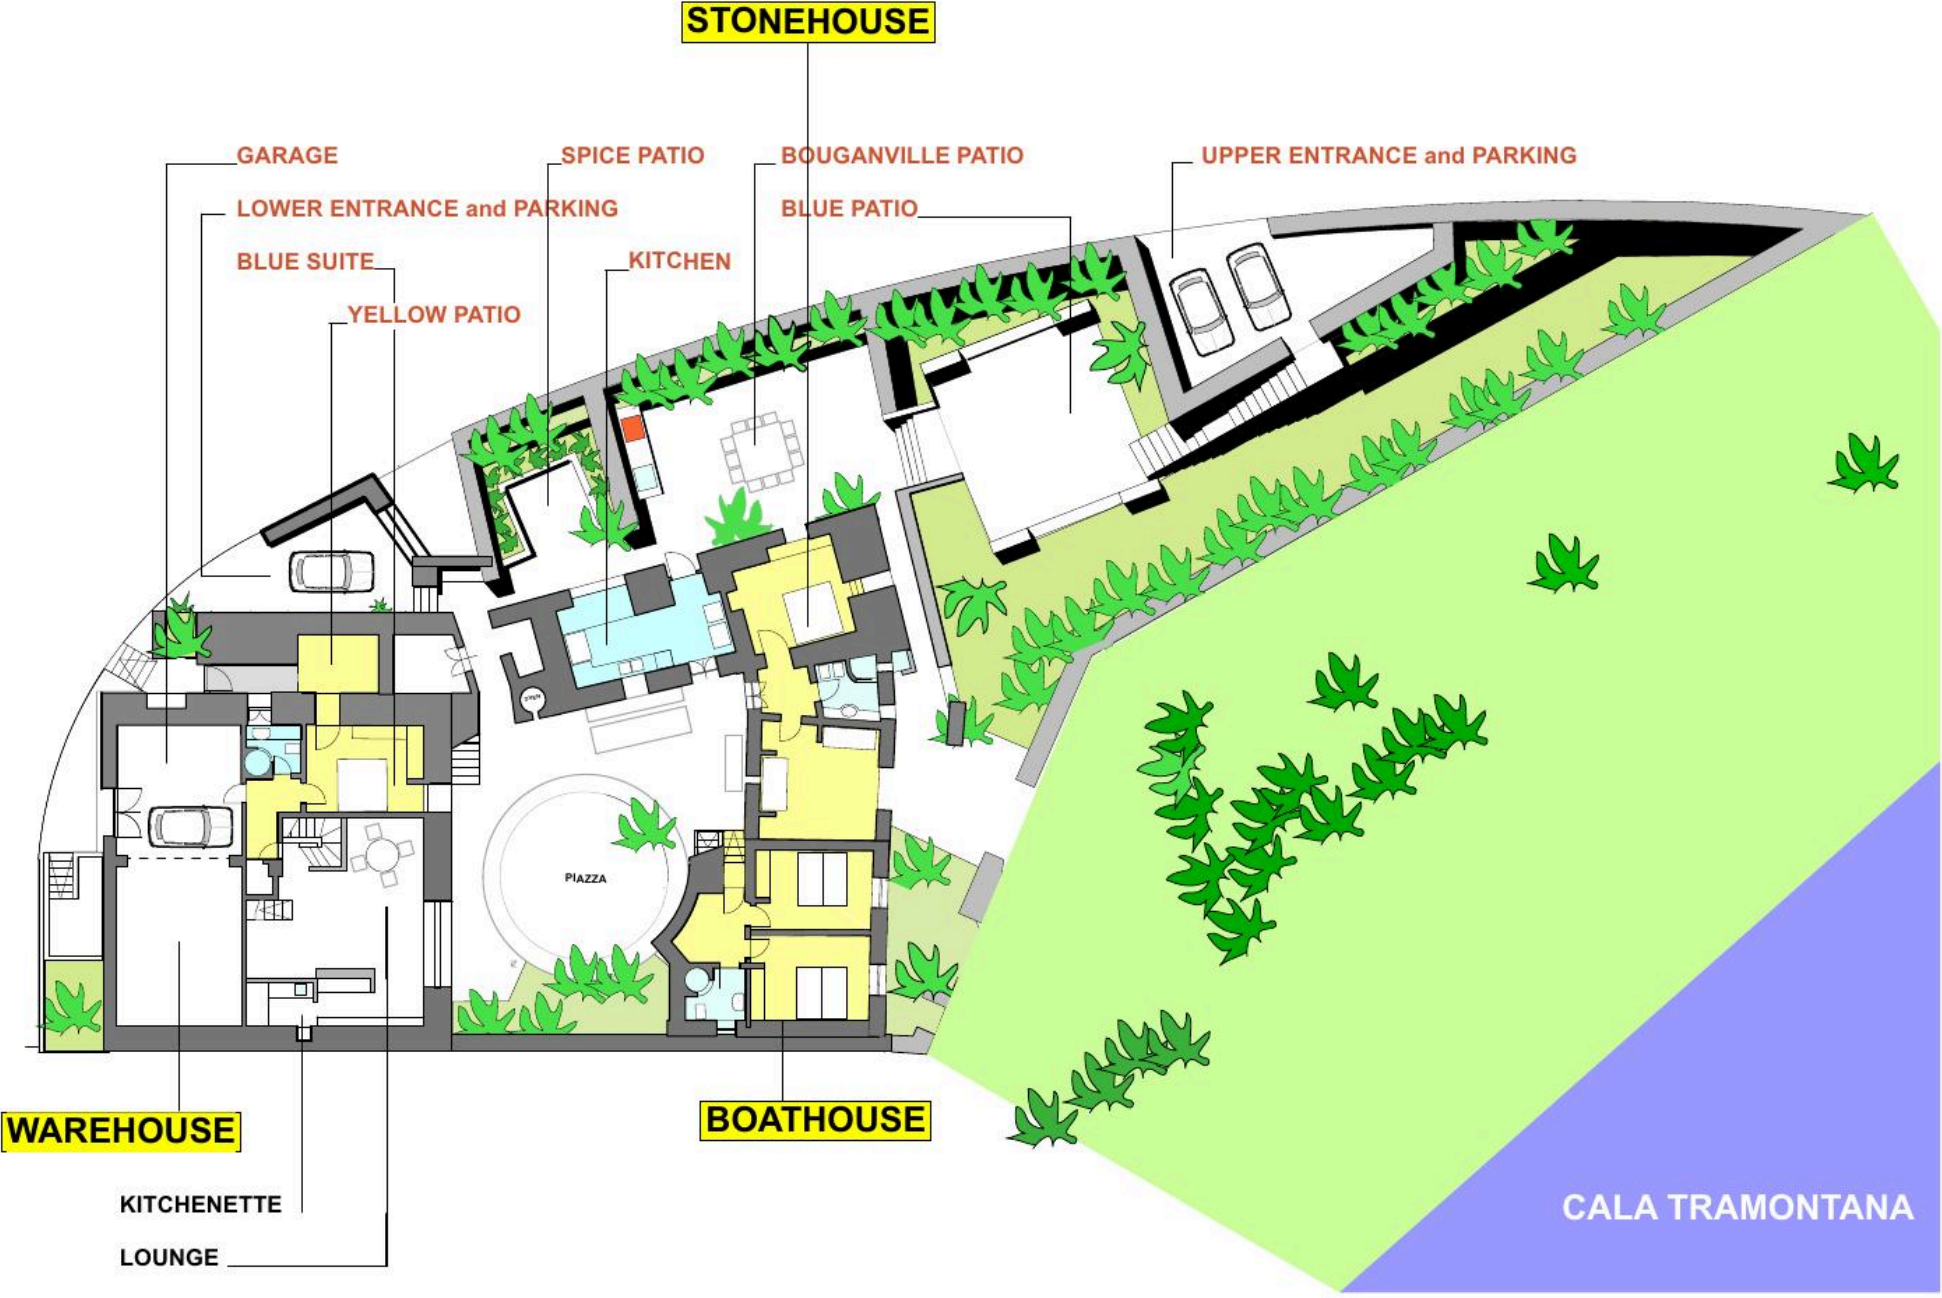 STONEHOUSE
GARAGE
SPICE PATIO
BOUGANVILLE PATIO
UPPER ENTRANCE and PARKING
LOWER ENTRANCE and PARKING
BLUE PATIO
BLUE SUITE
KITCHEN
YELLOW PATIO
PIAZZA
WAREHOUSE
BOATHOUSE
KITCHENETTE
CALA TRAMONTANA
LOUNGE